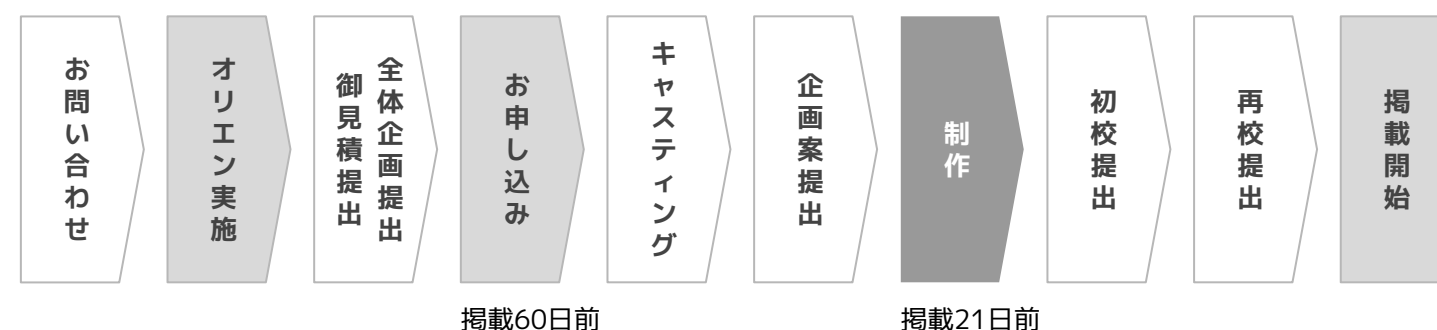 お問い合わせ
オリエン実施
全体企画提出
御見積提出
お申し込み
キャスティング
企画案提出
制作
初校提出
再校提出
掲載開始
掲載60日前
掲載21日前